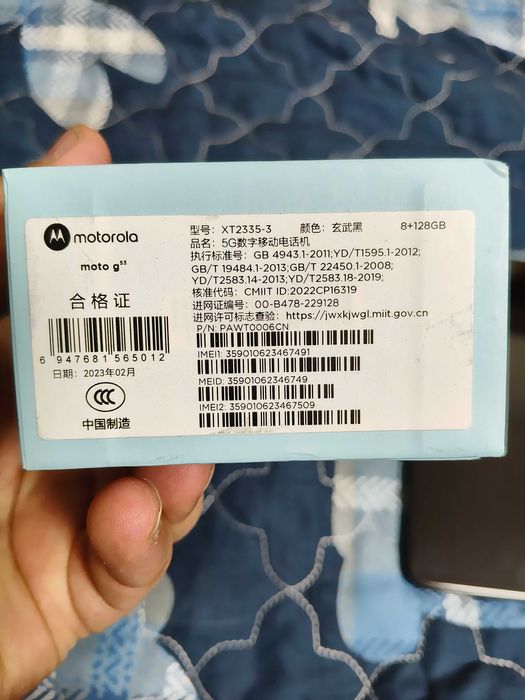 motorola
moto g53
合格证
6 947681 565012
日期: 2023年02月
CCC
中国制造
型号: XT2335-3 颜色: 玄武黑 8+128GB
品名: 5G数字移动电话机
执行标准号: GB 4943.1-2011;YD/T1595.1-2012;
GB/T 19484.1-2013;GB/T 22450.1-2008;
YD/T2583.14-2013;YD/T2583.18-2019;
核准代码: CMIIT ID:2022CP16319
进网证编号: 00-B478-229128
进网许可标志查验: https://jwxkjwgl.miit.gov.cn
P/N: PAWT0006CN
IMEI1: 359010623467491
MEID: 35901062346749
IMEI2: 359010623467509